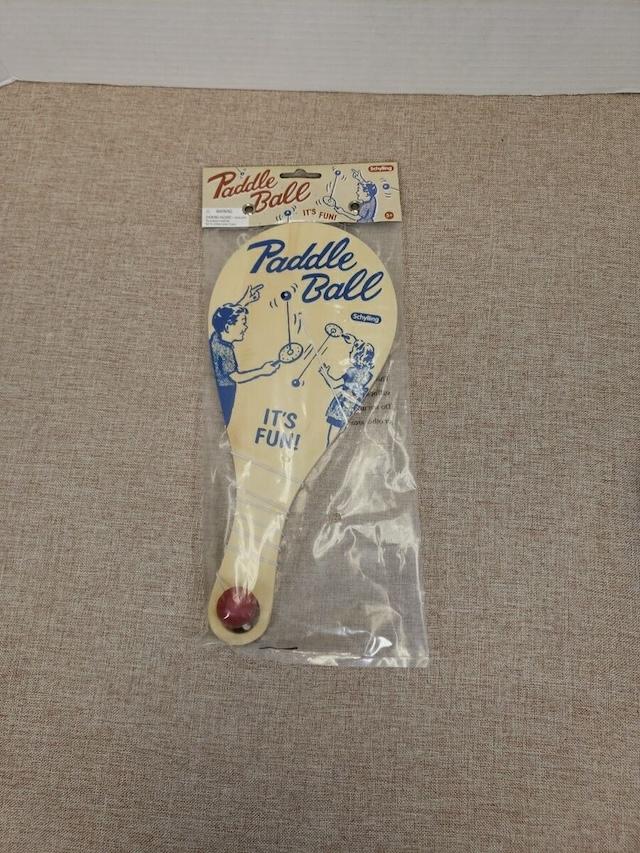 Paddle
Ball
Schylling
WARNING:
IT'S FUN!
3+
Paddle
Ball
Schylling
IT'S
FUN!